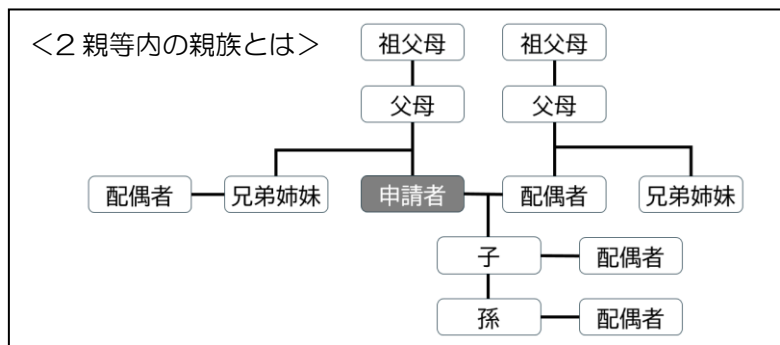 <2親等内の親族とは>
祖父母
祖父母
父母
父母
配偶者
兄弟姉妹
申請者
配偶者
兄弟姉妹
子
配偶者
孫
配偶者